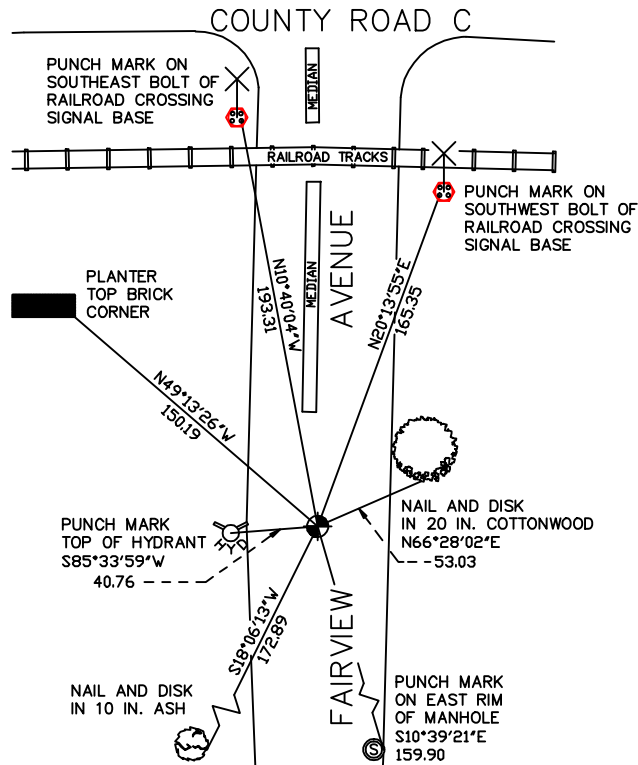 COUNTY ROAD C
PUNCH MARK ON
SOUTHEAST BOLT OF
RAILROAD CROSSING
SIGNAL BASE
MEDIAN
RAILROAD TRACKS
PUNCH MARK ON
SOUTHWEST BOLT OF
RAILROAD CROSSING
SIGNAL BASE
PLANTER
TOP BRICK
CORNER
N10°40'04"W
193.31
MEDIAN
AVENUE
N20°13'55"E
165.35
N49°13'26"W
150.19
PUNCH MARK
TOP OF HYDRANT
S85°33'59"W
40.76
HYD
NAIL AND DISK
IN 20 IN. COTTONWOOD
N66°28'02"E
53.03
S18°06'13"W
172.89
FAIRVIEW
NAIL AND DISK
IN 10 IN. ASH
PUNCH MARK
ON EAST RIM
OF MANHOLE
S10°39'21"E
159.90
S